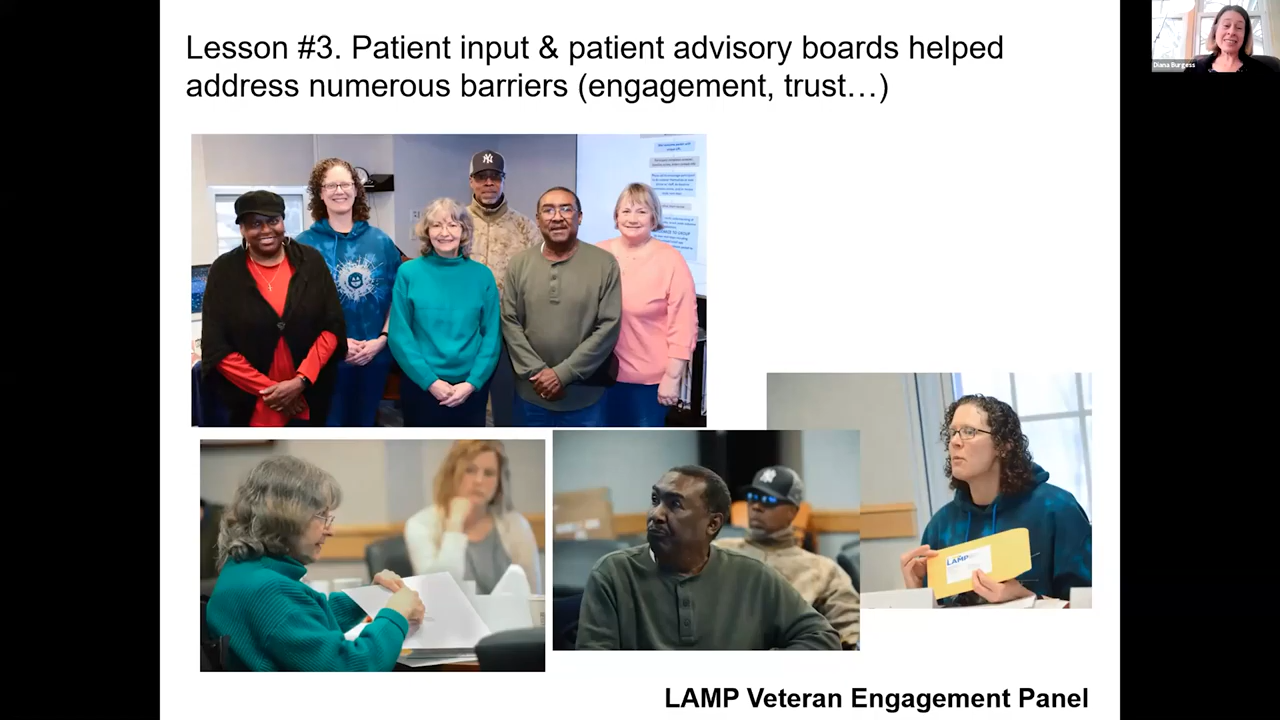 Lesson #3. Patient input & patient advisory boards helped
address numerous barriers (engagement, trust…)
Diana Burgess
LAMP
LAMP Veteran Engagement Panel